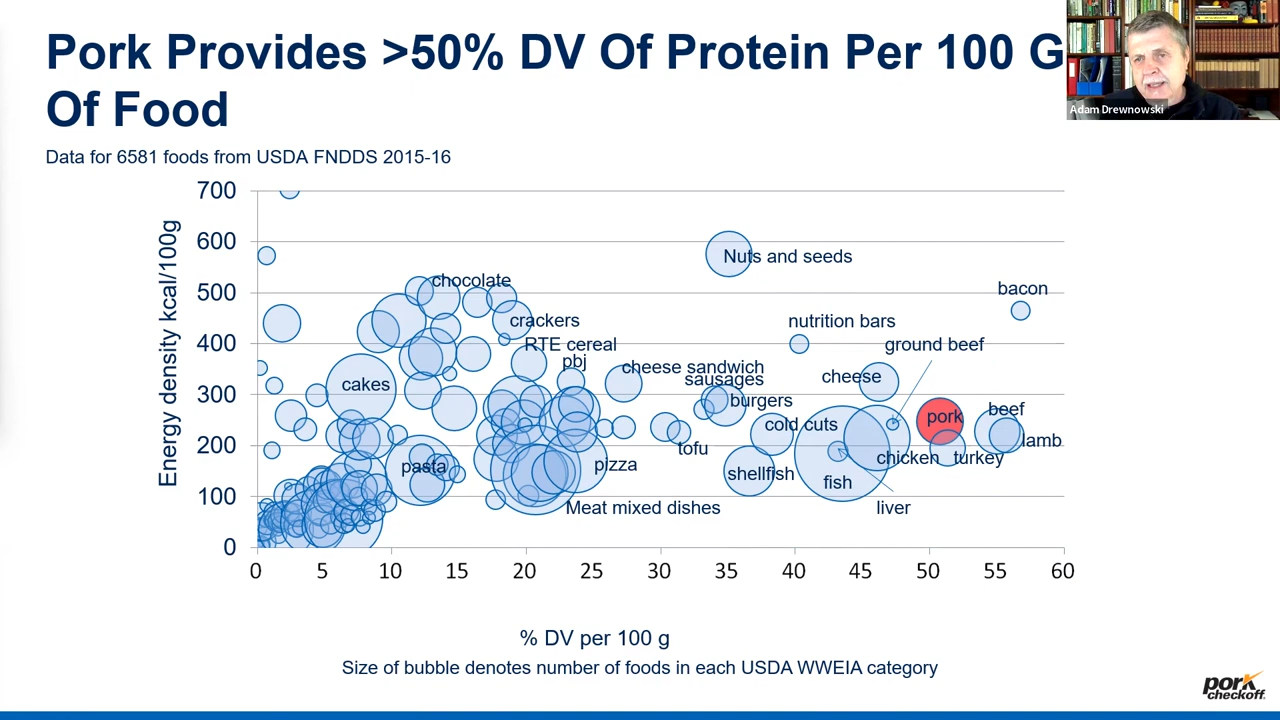 Pork Provides >50% DV Of Protein Per 100 G
Of Food
Adam Drewnowski
Data for 6581 foods from USDA FNDDS 2015-16
Energy density kcal/100g
700
600
500
400
300
200
100
0
Nuts and seeds
chocolate
bacon
crackers
nutrition bars
RTE cereal
ground beef
pbj
cheese sandwich
cheese
sausages
cakes
burgers
beef
pork
cold cuts
lamb
tofu
chicken
turkey
pasta
pizza
shellfish
fish
Meat mixed dishes
liver
0
5
10
15
20
25
30
35
40
45
50
55
60
% DV per 100 g
Size of bubble denotes number of foods in each USDA WWEIA category
pork
checkoff